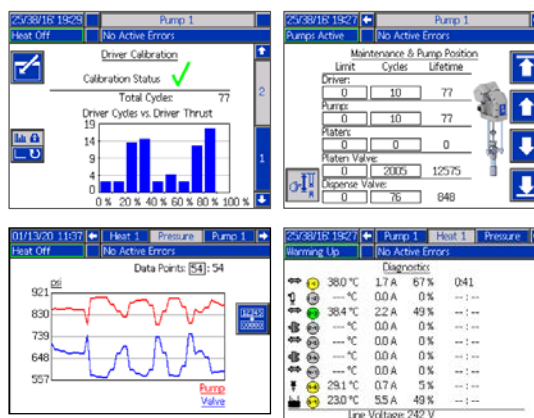 25/38/16 19:29 Pump 1
Heat Off No Active Errors
Driver Calibration
Calibration Status
Total Cycles: 77
Driver Cycles vs. Driver Thrust
19
14
9
4
0
0 % 20 % 40 % 60 % 80 % 100 %
2
1
25/38/16 19:27 Pump 1
Pumps Active No Active Errors
Maintenance & Pump Position
Limit Cycles Lifetime
Driver:
0 10 77
Pump:
0 10 77
Platen:
0 0 0
Platen Valve:
0 2005 12575
Dispense Valve:
0 76 848
01/13/20 11:37 Heat 1 Pressure Pump 1
Heat Off No Active Errors
Data Points: 54 : 54
psi
921
830
739
648
557
Pump
Valve
12345
00000
25/38/16 19:27 Pump 1 Heat 1 Pressure
Warming Up No Active Errors
Diagnostics
38.0 °C 1.7 A 67 % 0:41
--- °C 0.0 A 0 % --:--
38.4 °C 2.2 A 49 % --:--
--- °C 0.0 A 0 % --:--
--- °C 0.0 A 0 % --:--
--- °C 0.0 A 0 % --:--
--- °C 0.0 A 0 % --:--
29.1 °C 0.7 A 5 % --:--
23.0 °C 5.5 A 49 % --:--
Line Voltage: 242 V